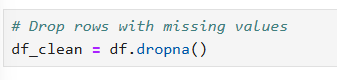 # Drop rows with missing values
df_clean = df.dropna()